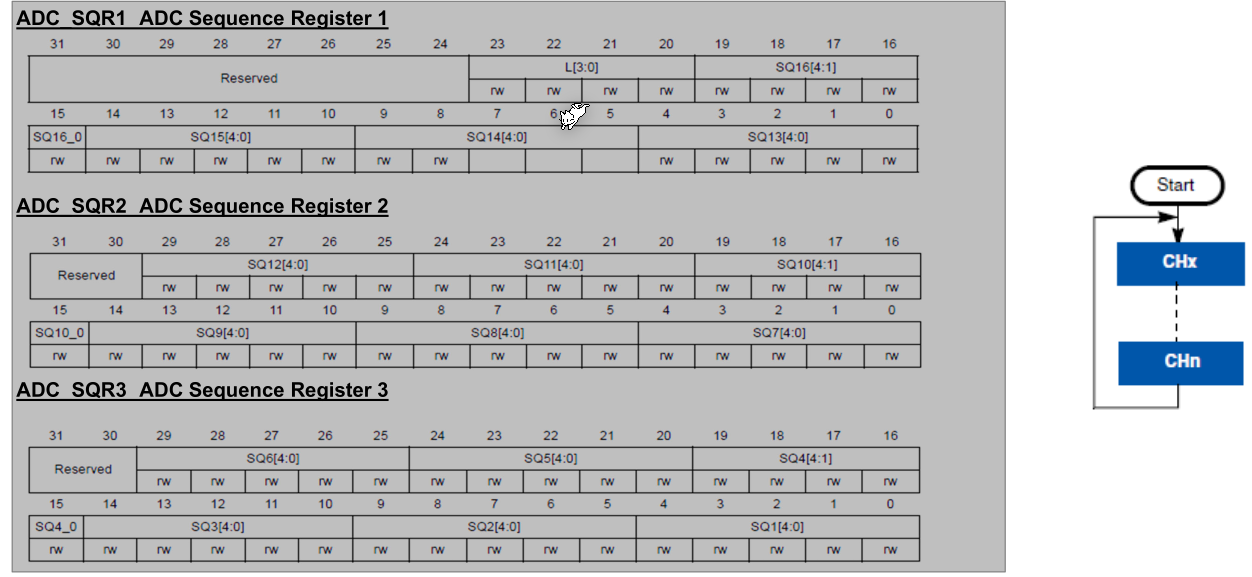 ADC_SQR1 ADC Sequence Register 1
31 30 29 28 27 26 25 24 23 22 21 20 19 18 17 16
Reserved L[3:0] SQ16[4:1]
rw rw rw rw rw rw rw rw
15 14 13 12 11 10 9 8 7 6 5 4 3 2 1 0
SQ16_0 SQ15[4:0] SQ14[4:0] SQ13[4:0]
rw rw rw rw rw rw rw rw rw rw rw rw rw
ADC_SQR2 ADC Sequence Register 2
31 30 29 28 27 26 25 24 23 22 21 20 19 18 17 16
Reserved SQ12[4:0] SQ11[4:0] SQ10[4:1]
rw rw rw rw rw rw rw rw rw rw rw rw rw rw
15 14 13 12 11 10 9 8 7 6 5 4 3 2 1 0
SQ10_0 SQ9[4:0] SQ8[4:0] SQ7[4:0]
rw rw rw rw rw rw rw rw rw rw rw rw rw rw rw rw
ADC_SQR3 ADC Sequence Register 3
31 30 29 28 27 26 25 24 23 22 21 20 19 18 17 16
Reserved SQ6[4:0] SQ5[4:0] SQ4[4:1]
rw rw rw rw rw rw rw rw rw rw rw rw rw rw
15 14 13 12 11 10 9 8 7 6 5 4 3 2 1 0
SQ4_0 SQ3[4:0] SQ2[4:0] SQ1[4:0]
rw rw rw rw rw rw rw rw rw rw rw rw rw rw rw rw
Start
CHx
CHn